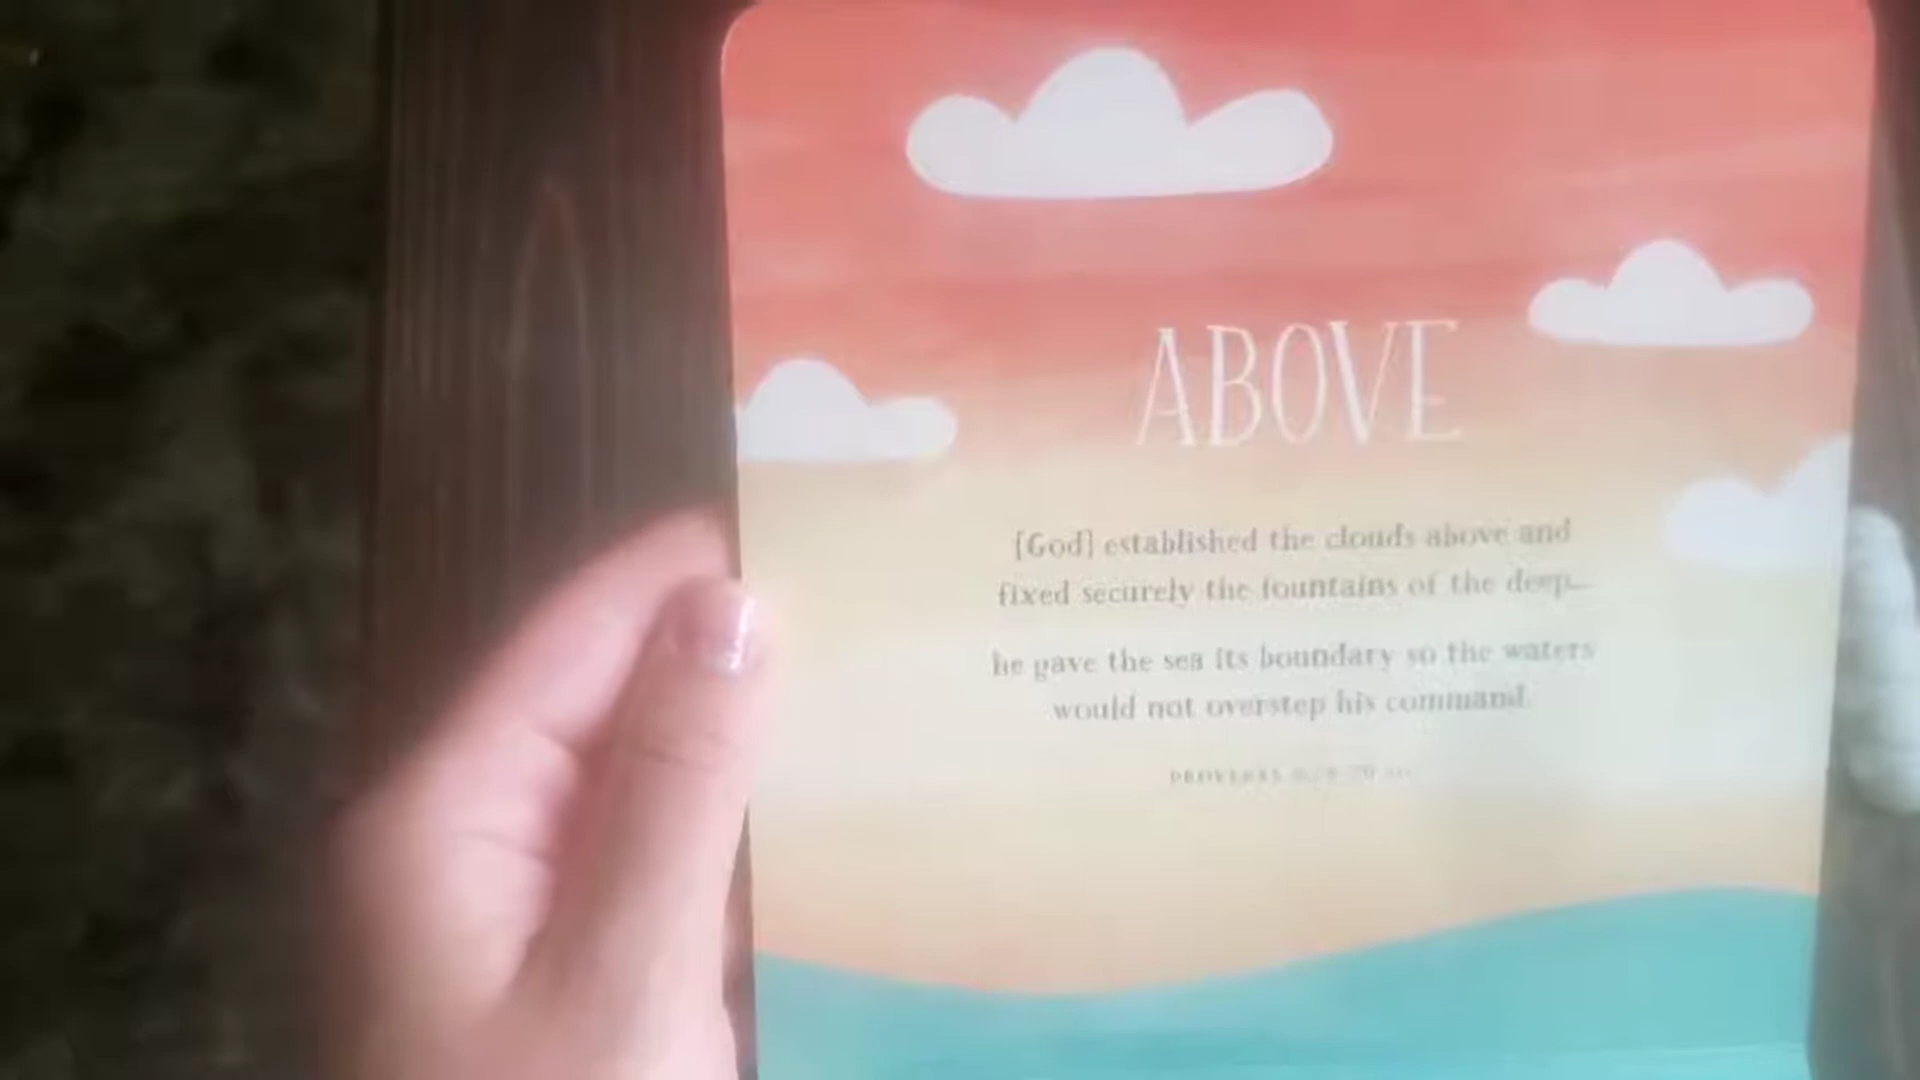 ABOVE
[God] established the clouds above and
fixed securely the fountains of the deep...
he gave the sea its boundary so the waters
would not overstep his command.
PROVERBS